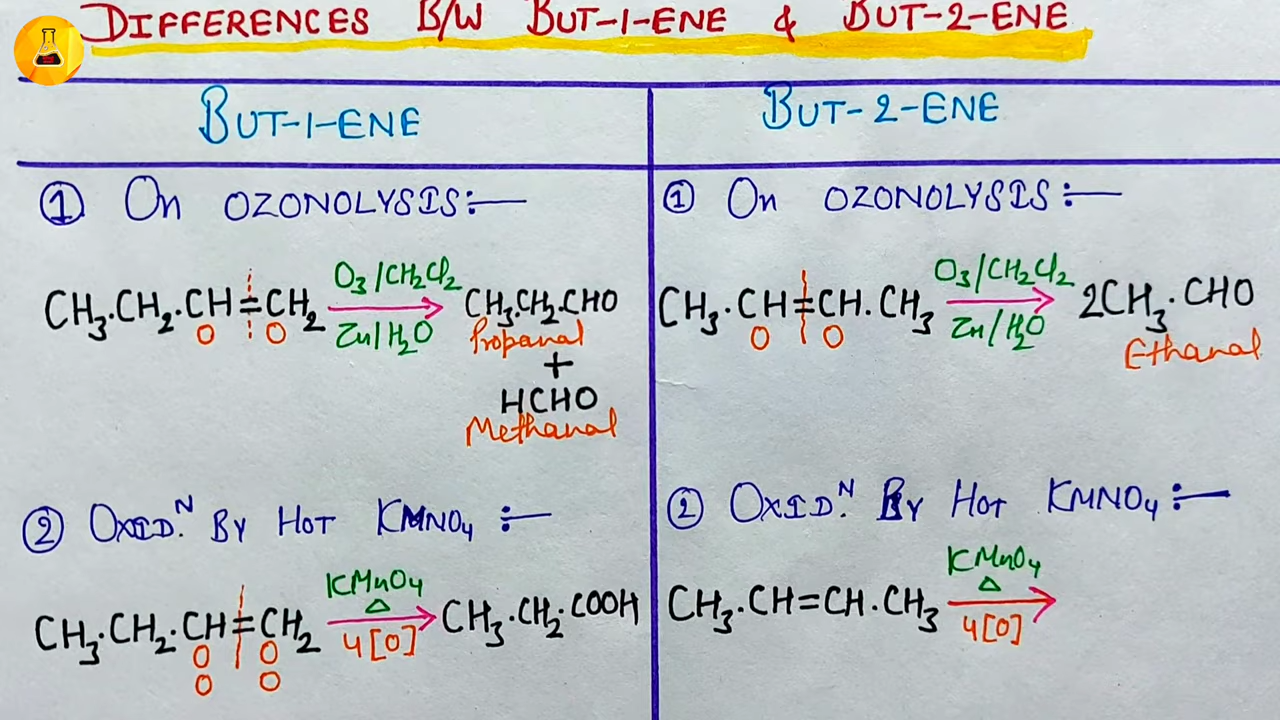 DIFFERENCES B/W BUT-1-ENE & BUT-2-ENE
BUT-1-ENE
① On OZONOLYSIS:—
CH₃.CH₂.CH=CH₂ O₃/CH₂Cl₂ CH₃.CH₂.CHO
O O Zn/H₂O Propanal
+
HCHO
Methanal
② OXID.ᴺ BY HOT KMNO₄ :—
CH₃.CH₂.CH=CH₂ KMnO₄ Δ 4[O] CH₃.CH₂.COOH
O O
O O
BUT-2-ENE
① On OZONOLYSIS:—
CH₃.CH=CH.CH₃ O₃/CH₂Cl₂ 2CH₃.CHO
O O Zn/H₂O Ethanal
② OXID.ᴺ BY HOT KMNO₄:—
CH₃.CH=CH.CH₃ KMnO₄ Δ 4[O]